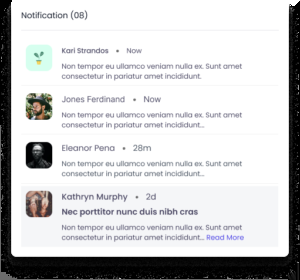 Notification (08)
Kari Strandos • Now
Non tempor eu ullamco veniam nulla ex. Sunt amet
consectetur in pariatur amet incididunt.
Jones Ferdinand • Now
Non tempor eu ullamco veniam nulla ex. Sunt amet
consectetur in pariatur amet incididunt...
Eleanor Pena • 28m
Non tempor eu ullamco veniam nulla ex. Sunt amet
consectetur in pariatur amet incididunt...
Kathryn Murphy • 2d
Nec porttitor nunc duis nibh cras
Non tempor eu ullamco veniam nulla ex. Sunt amet
consectetur in pariatur amet incididunt... Read More